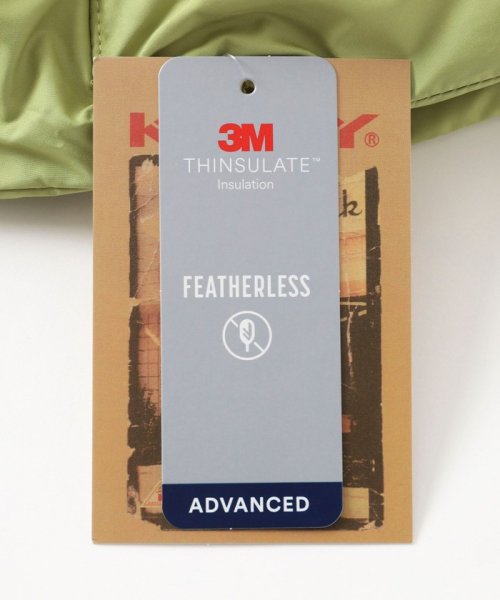 3M
THINSULATE™
Insulation
FEATHERLESS
ADVANCED